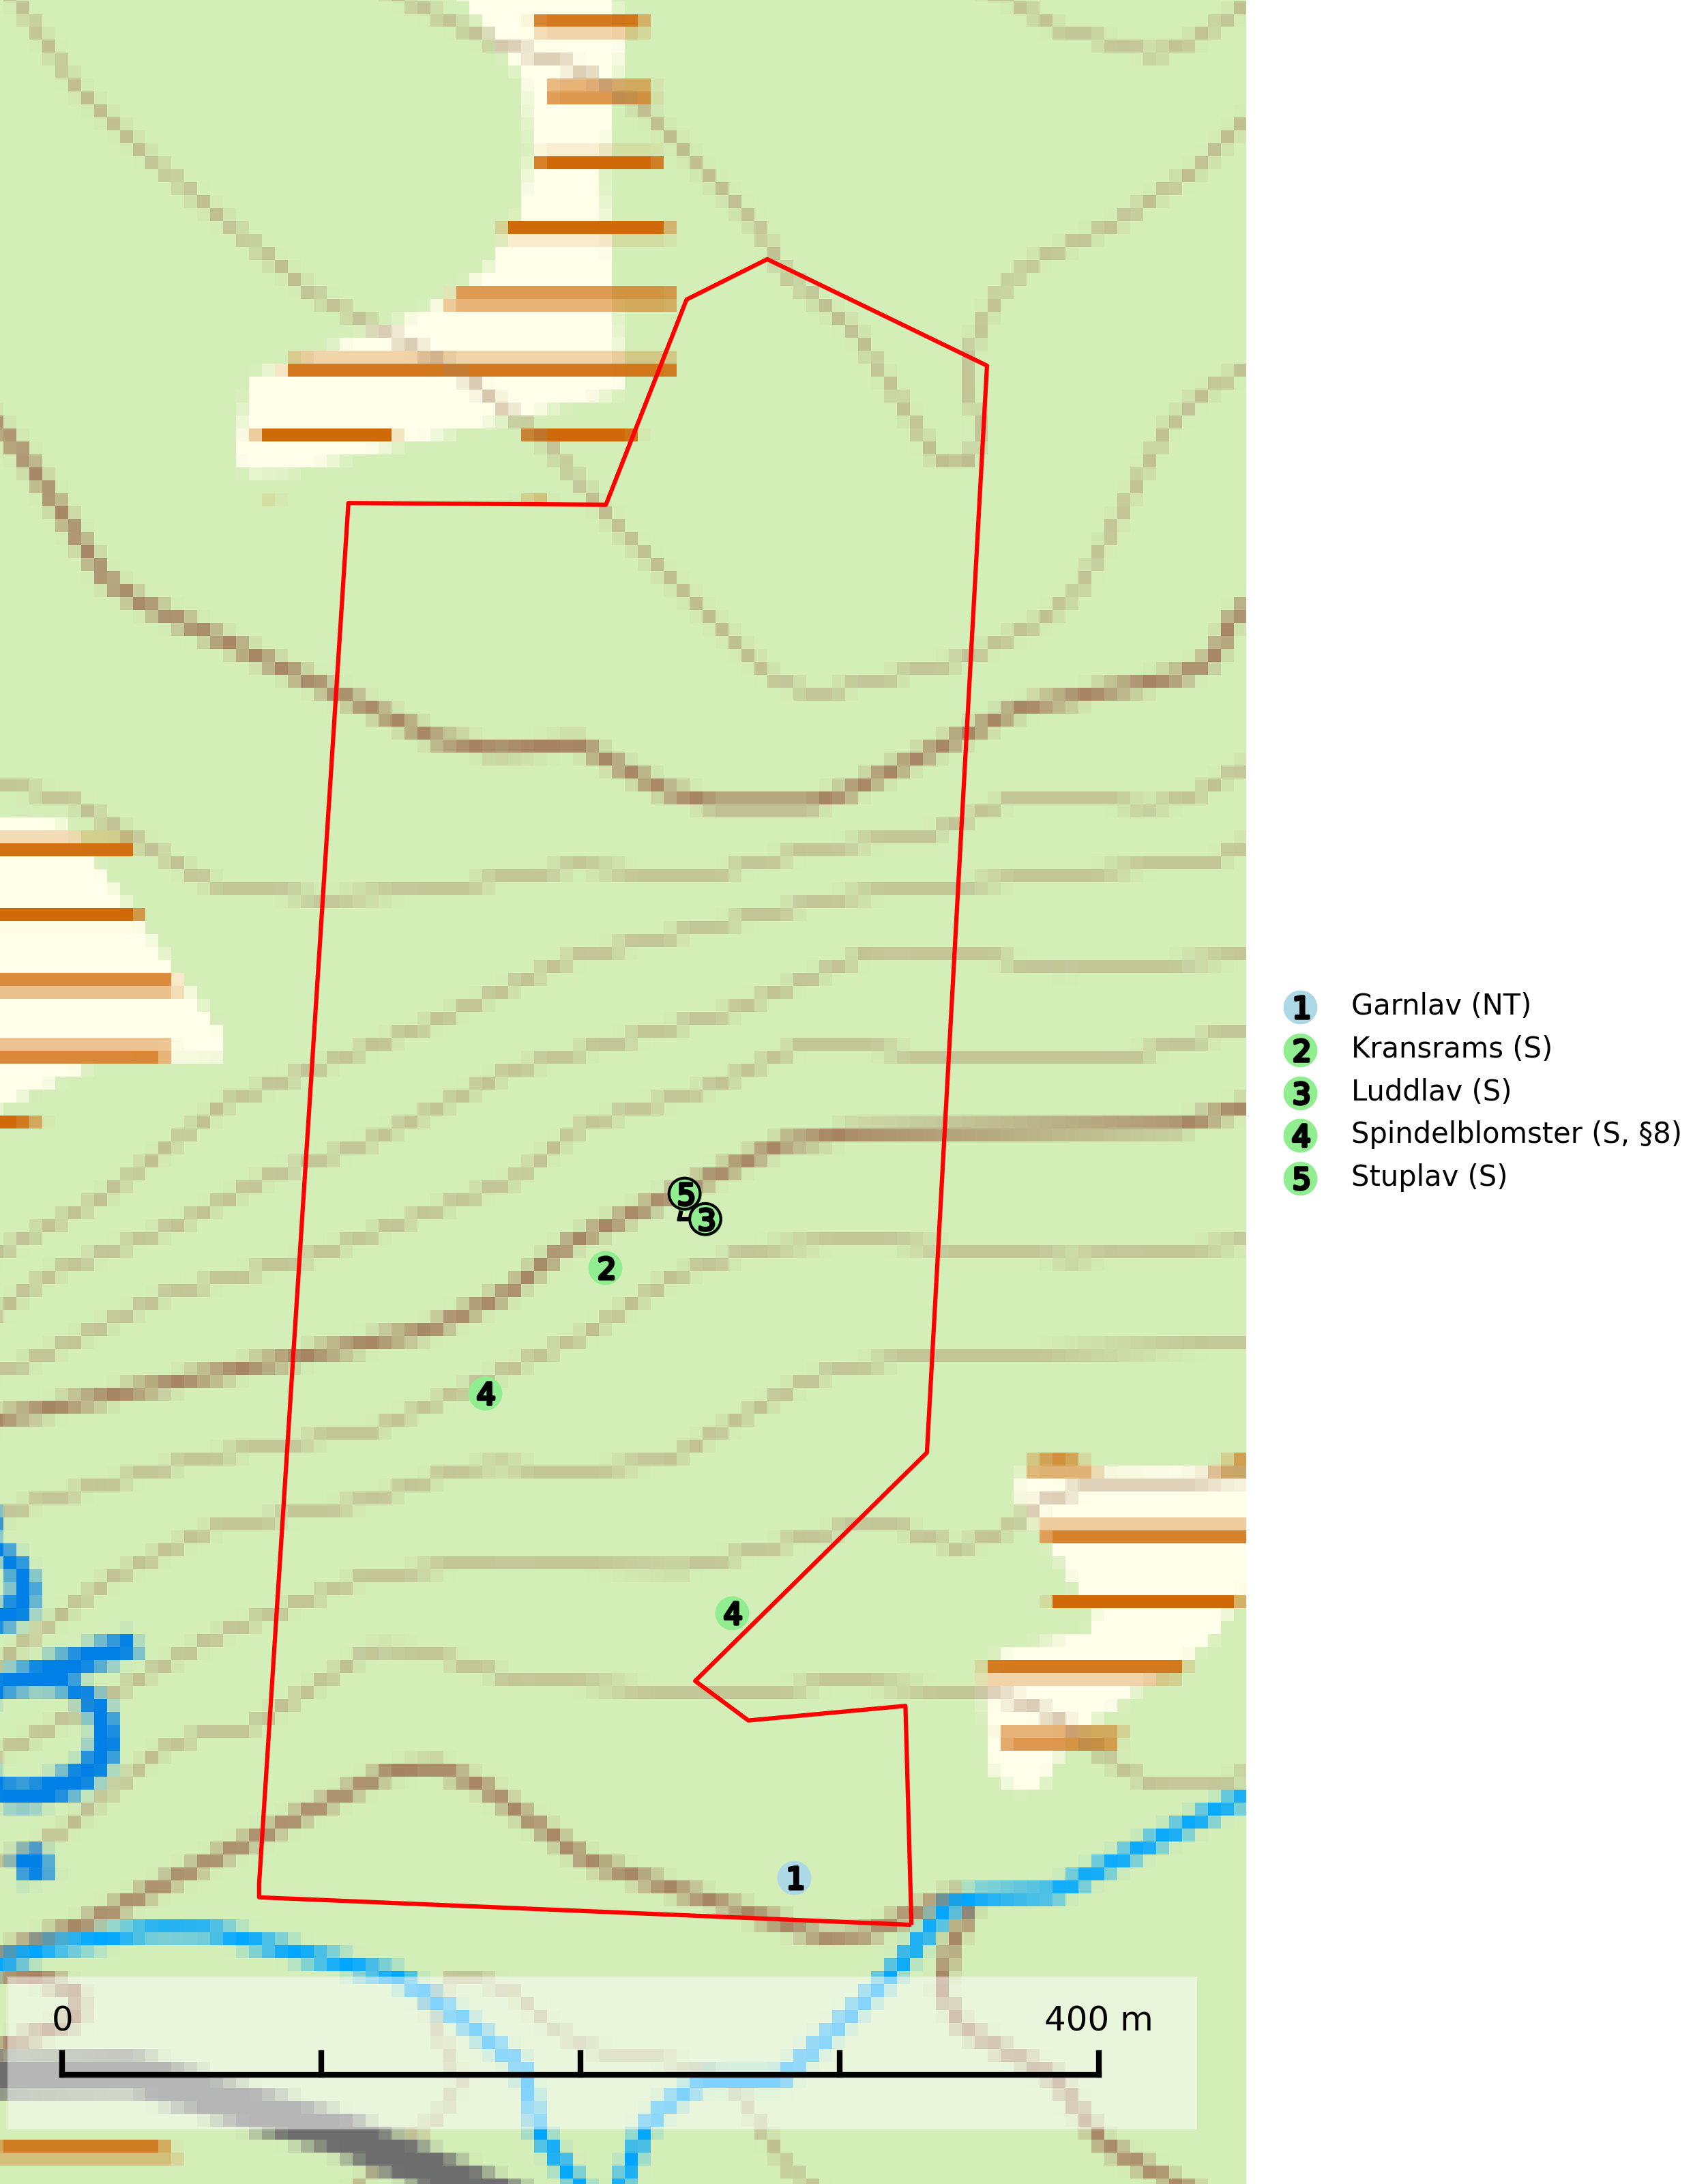 5
3
2
4
4
1
0
400 m
1 Garnlav (NT)
2 Kransrams (S)
3 Luddlav (S)
4 Spindelblomster (S, §8)
5 Stuplav (S)